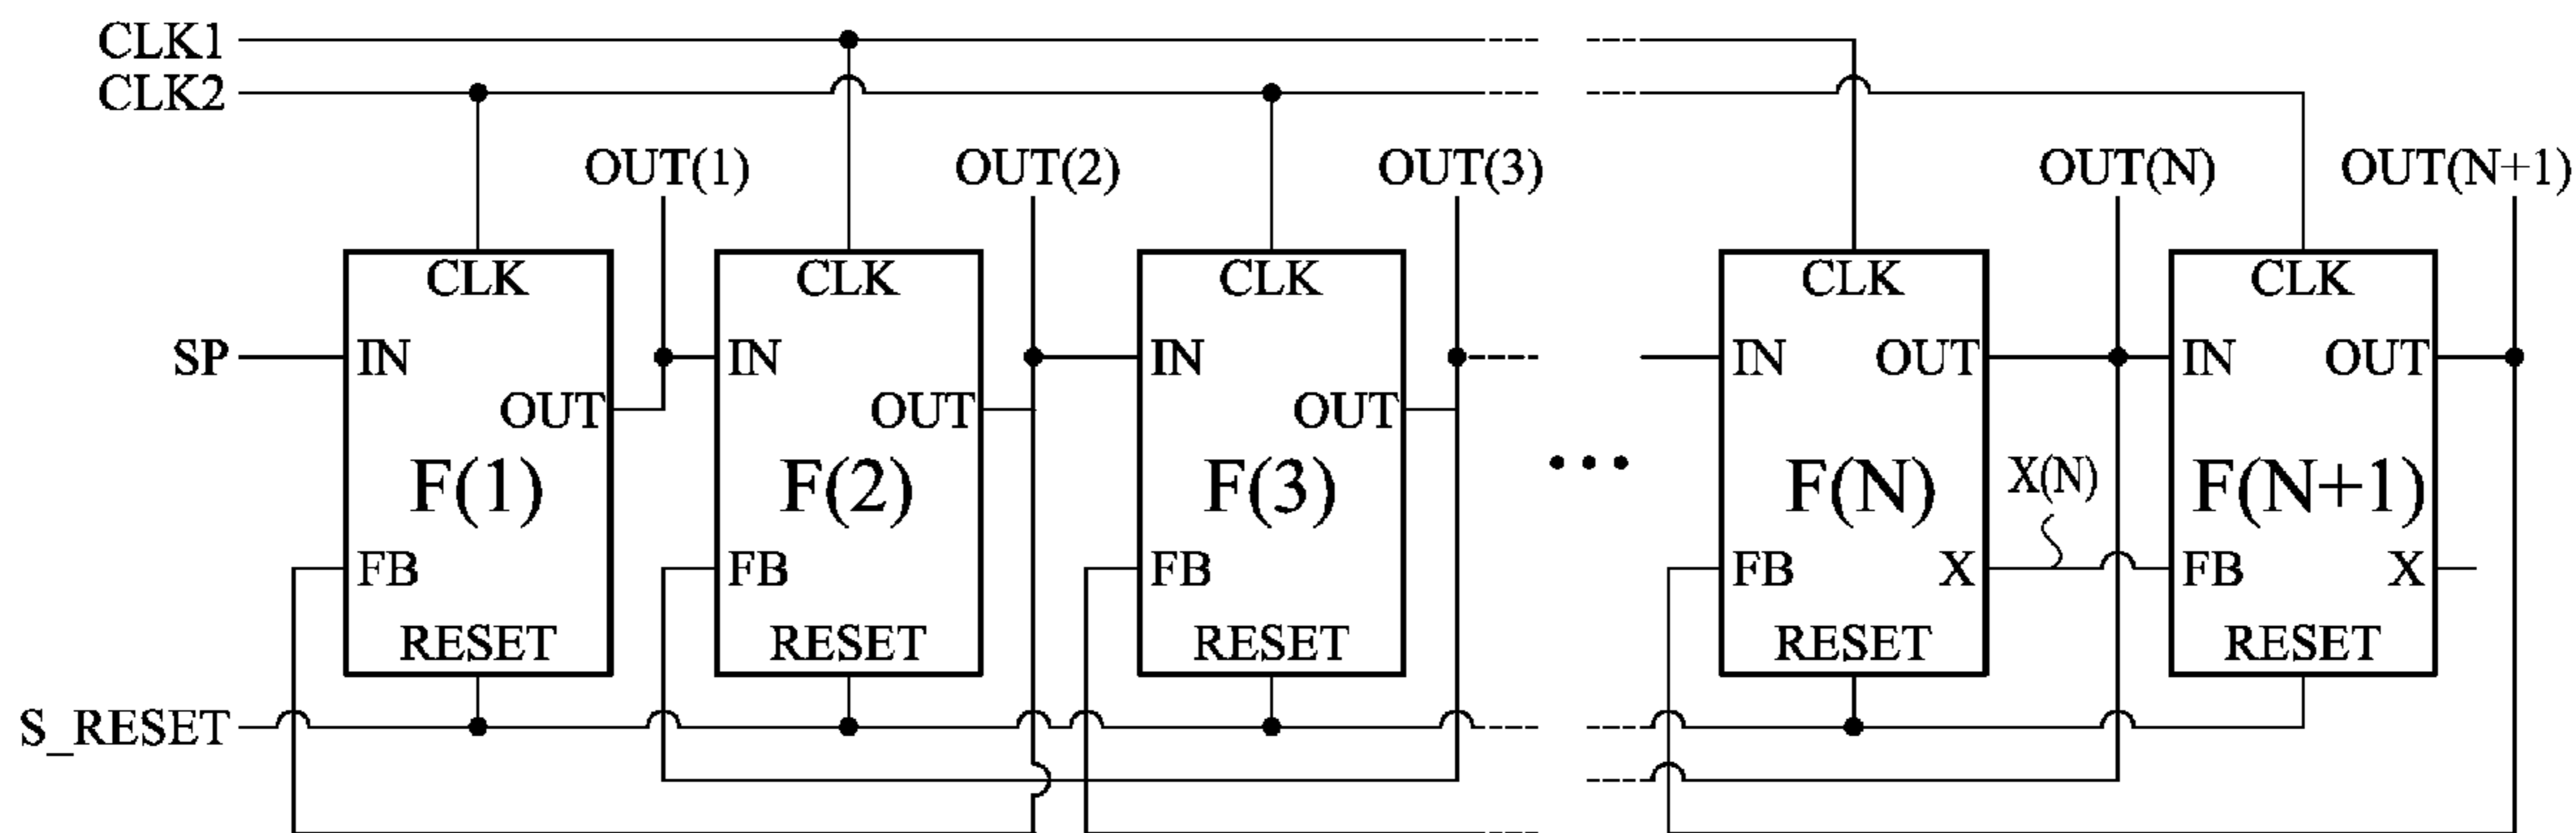 CLK1
CLK2
OUT(1) OUT(2) OUT(3) OUT(N) OUT(N+1)
CLK CLK CLK CLK CLK
SP IN IN IN IN OUT IN OUT
OUT OUT OUT
F(1) F(2) F(3) ... F(N) X(N) F(N+1)
FB FB FB FB X FB X
RESET RESET RESET RESET RESET
S_RESET